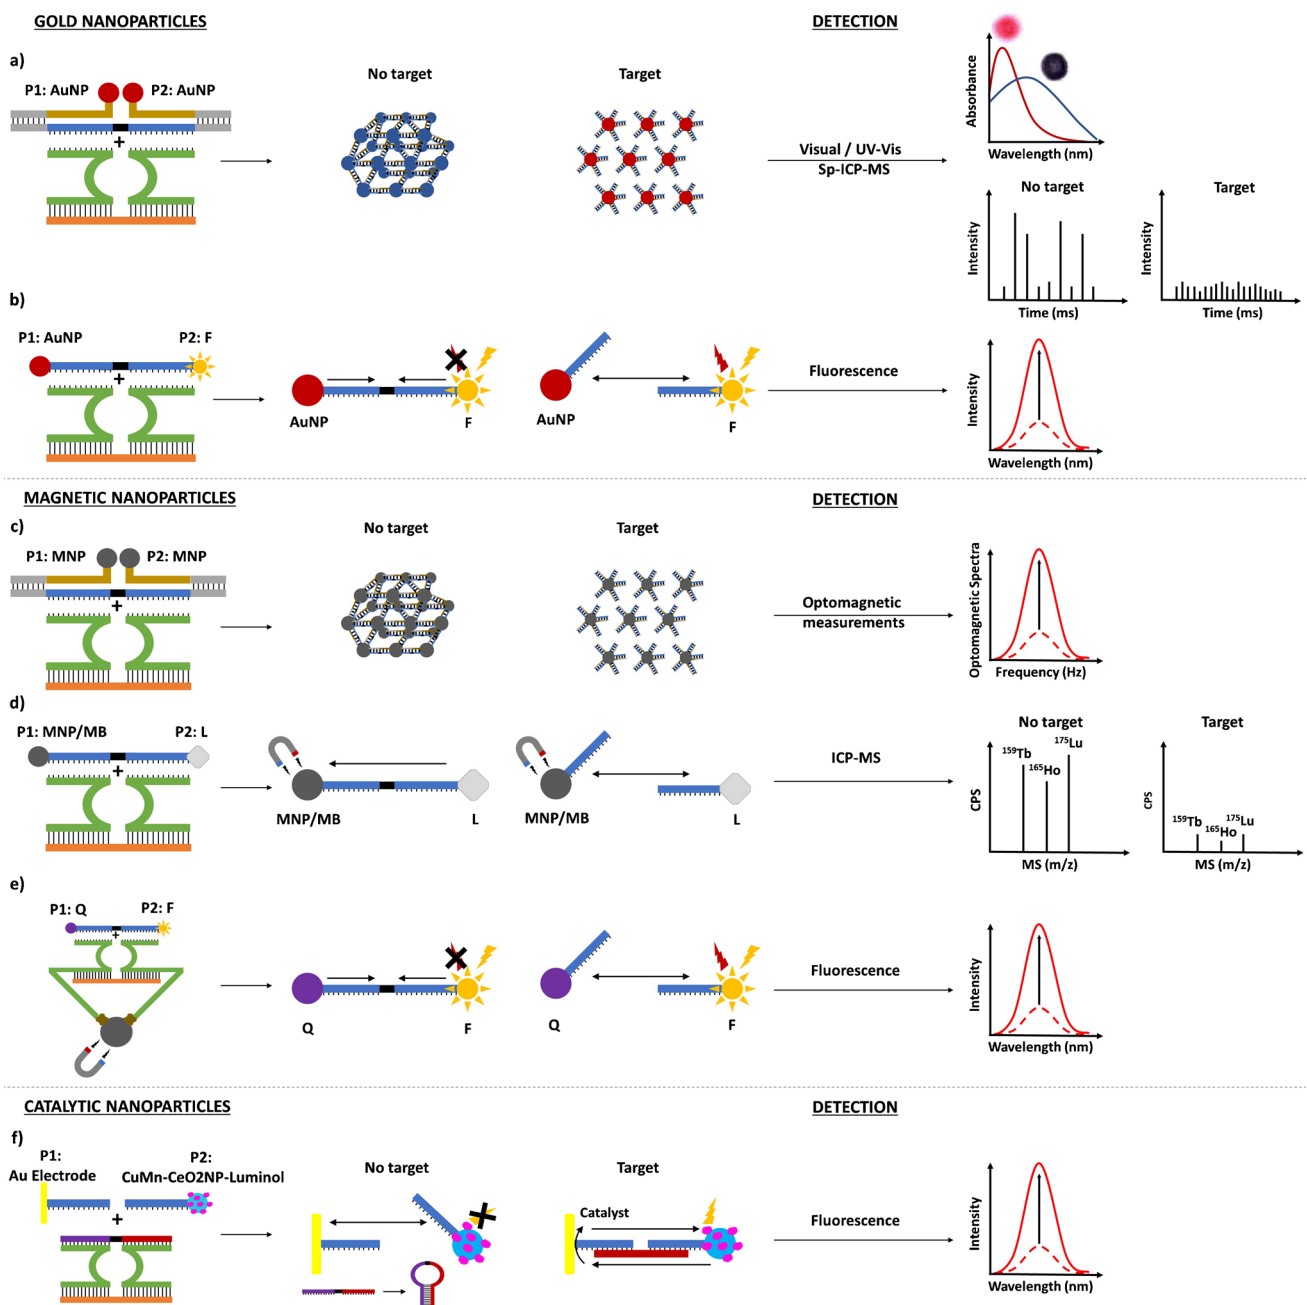 GOLD NANOPARTICLES
DETECTION
a)
P1: AuNP
P2: AuNP
+
No target
Target
Visual / UV-Vis
Sp-ICP-MS
Absorbance
Wavelength (nm)
No target
Target
Intensity
Time (ms)
Intensity
Time (ms)
b)
P1: AuNP
P2: F
+
AuNP
F
AuNP
F
Fluorescence
Intensity
Wavelength (nm)
MAGNETIC NANOPARTICLES
DETECTION
c)
P1: MNP
P2: MNP
+
No target
Target
Optomagnetic
measurements
Optomagnetic Spectra
Frequency (Hz)
d)
P1: MNP/MB
P2: L
+
MNP/MB
L
MNP/MB
L
ICP-MS
No target
Target
CPS
159Tb
165Ho
175Lu
MS (m/z)
CPS
159Tb
165Ho
175Lu
MS (m/z)
e)
P1: Q
P2: F
+
Q
F
Q
F
Fluorescence
Intensity
Wavelength (nm)
CATALYTIC NANOPARTICLES
DETECTION
f)
P1:
Au Electrode
P2:
CuMn-CeO2NP-Luminol
+
No target
Target
Catalyst
Fluorescence
Intensity
Wavelength (nm)